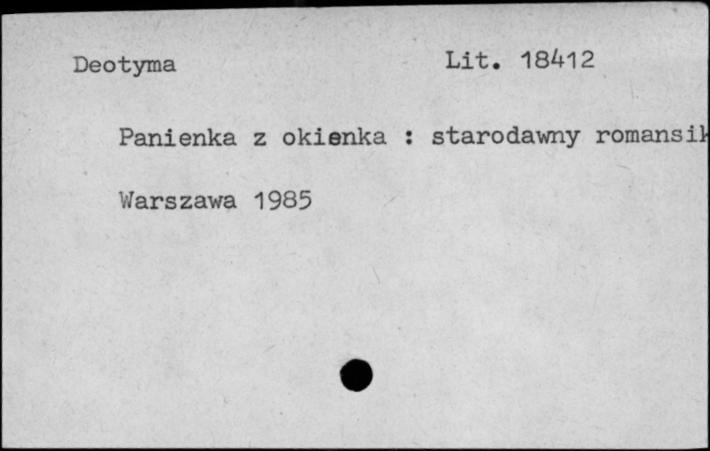 Deotyma Lit. 18412
Panienka z okienka : starodawny romansik
Warszawa 1985